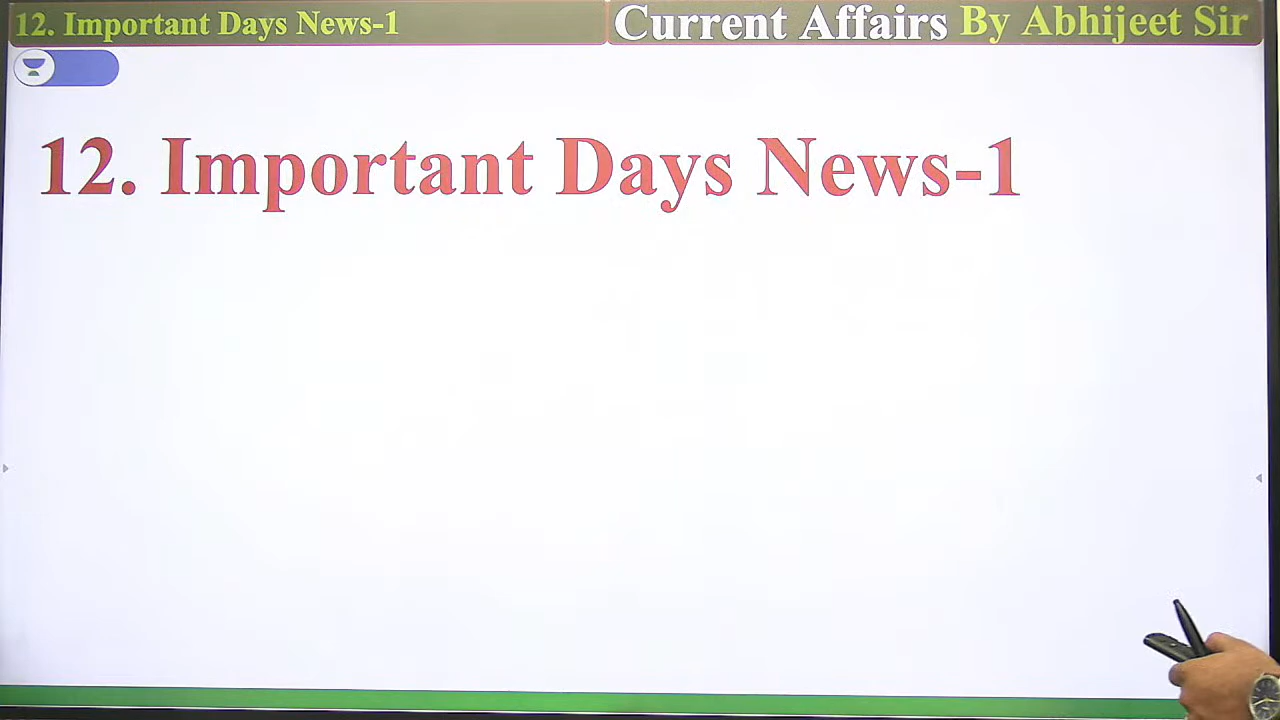 12. Important Days News-1
Current Affairs By Abhijeet Sir
12. Important Days News-1